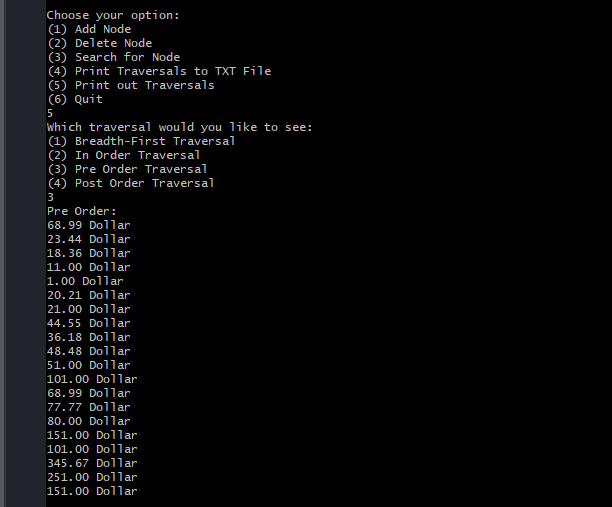 Choose your option:
(1) Add Node
(2) Delete Node
(3) Search for Node
(4) Print Traversals to TXT File
(5) Print out Traversals
(6) Quit
5
Which traversal would you like to see:
(1) Breadth-First Traversal
(2) In Order Traversal
(3) Pre Order Traversal
(4) Post Order Traversal
3
Pre Order:
68.99 Dollar
23.44 Dollar
18.36 Dollar
11.00 Dollar
1.00 Dollar
20.21 Dollar
21.00 Dollar
44.55 Dollar
36.18 Dollar
48.48 Dollar
51.00 Dollar
101.00 Dollar
68.99 Dollar
77.77 Dollar
80.00 Dollar
151.00 Dollar
101.00 Dollar
345.67 Dollar
251.00 Dollar
151.00 Dollar